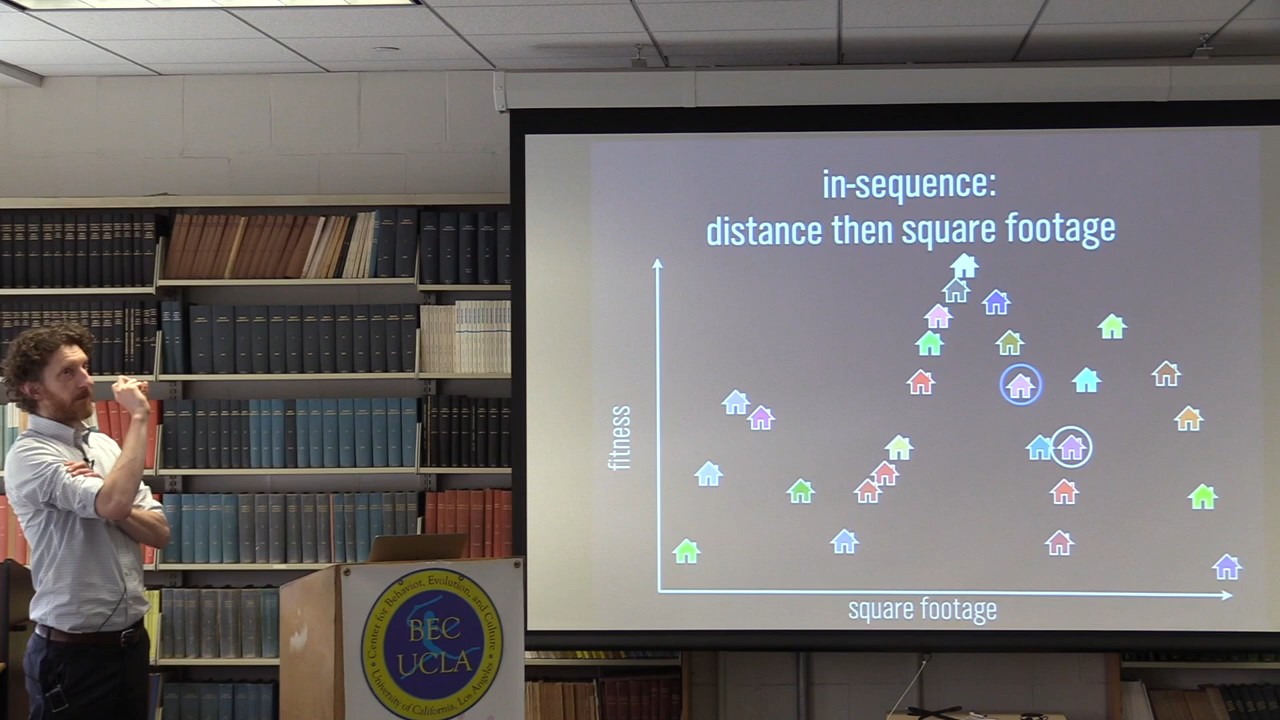 in-sequence:
distance then square footage
fitness
square footage
Center for Behavior, Evolution, and Culture
BEC
UCLA
University of California, Los Angeles